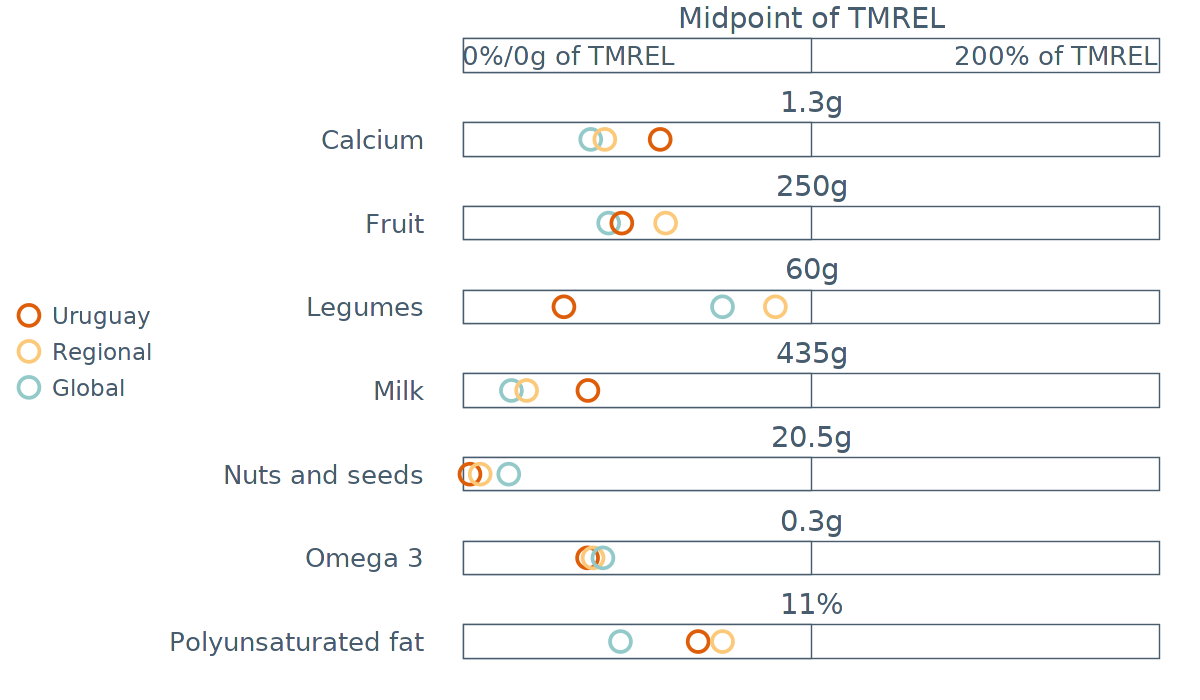 Midpoint of TMREL
0%/0g of TMREL
200% of TMREL
1.3g
Calcium
250g
Fruit
60g
Legumes
Uruguay
Regional
Global
435g
Milk
20.5g
Nuts and seeds
0.3g
Omega 3
11%
Polyunsaturated fat